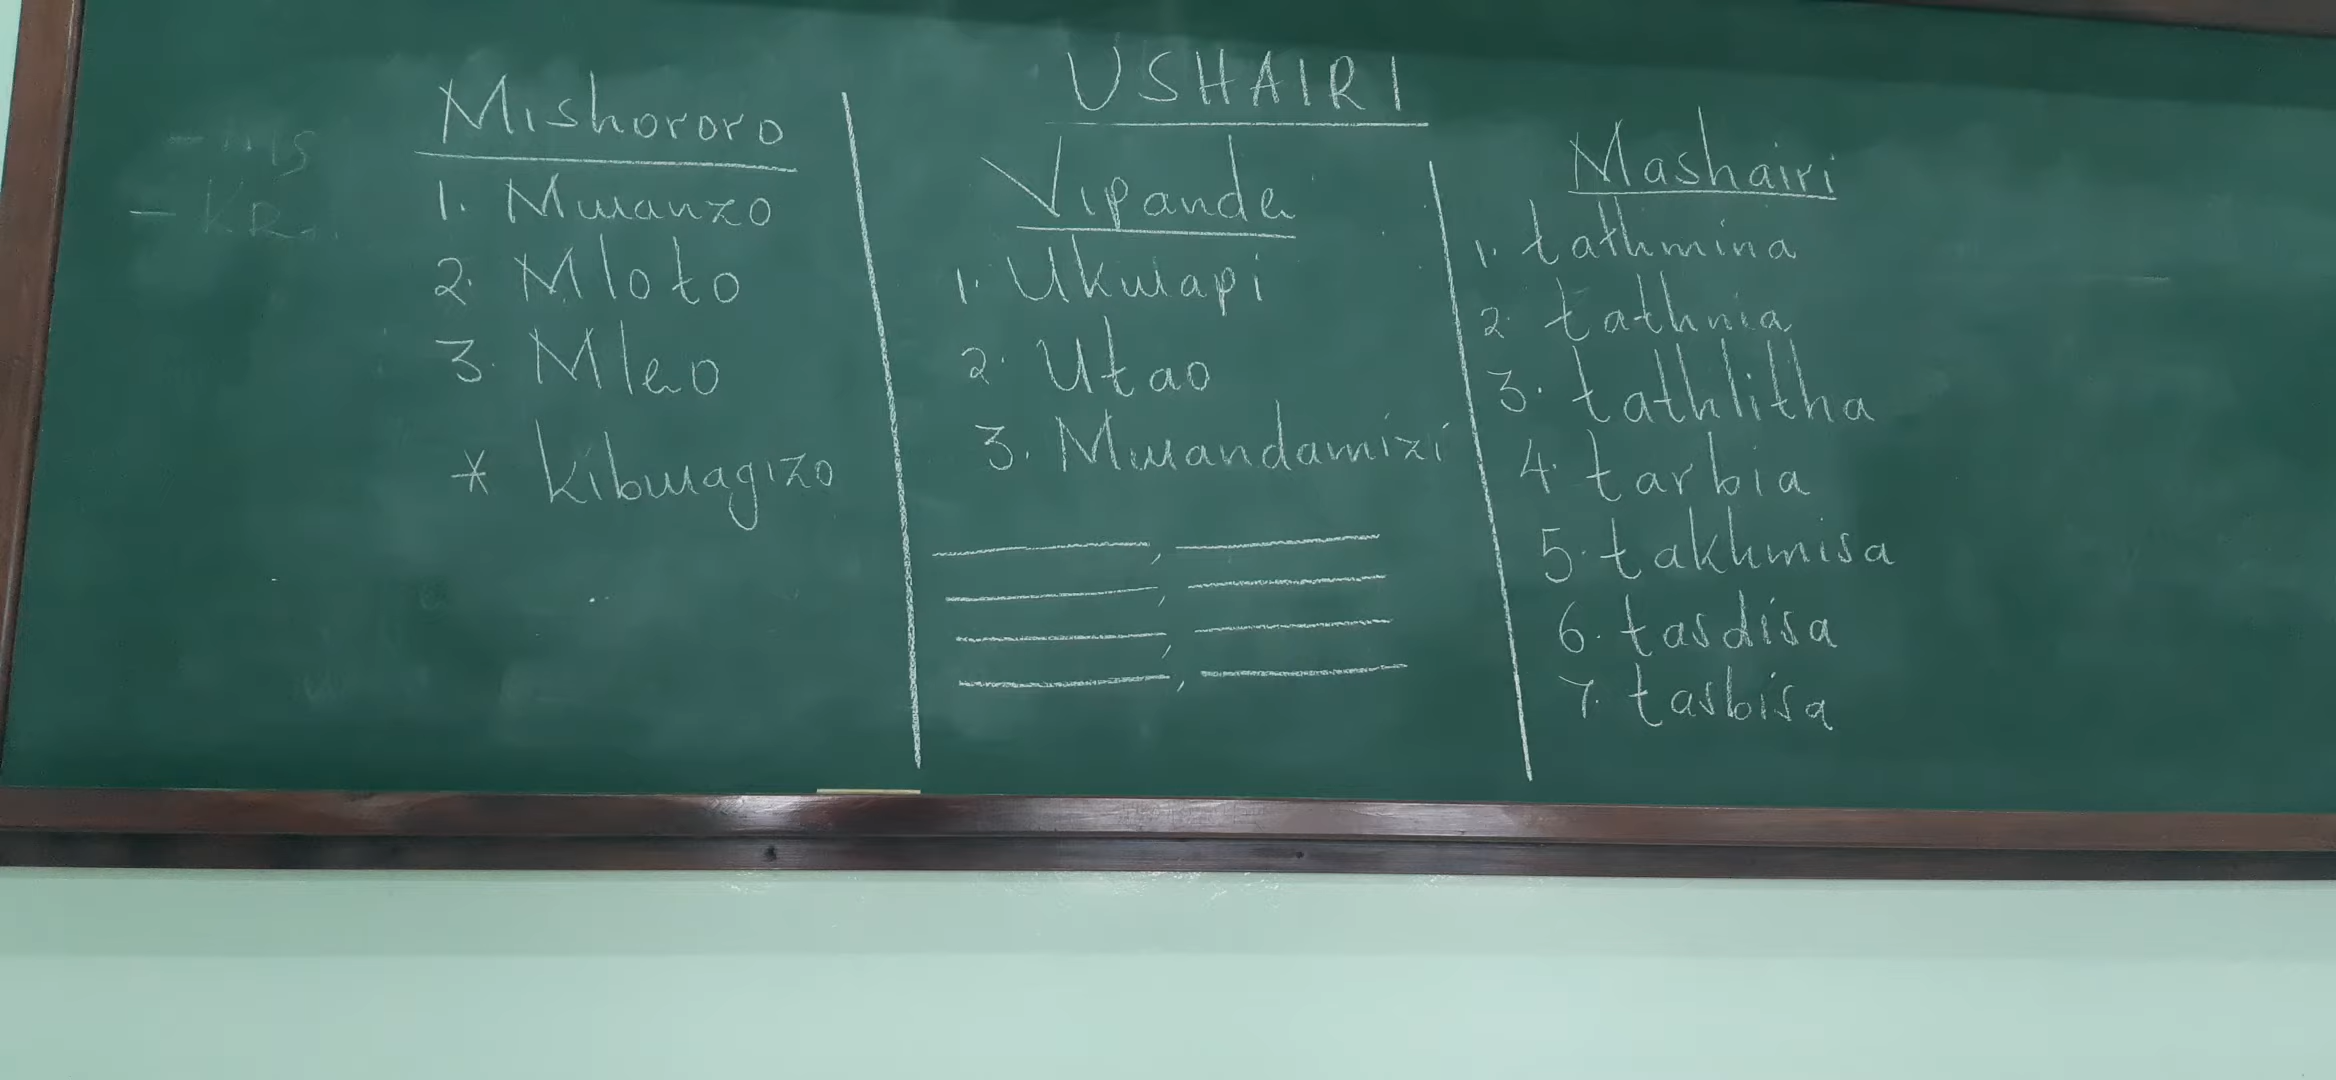 USHAIRI
Mishororo
1. Mwanzo
2. Mloto
3. Mleo
* Kibwagizo
Vipande
1. Ukwapi
2. Utao
3. Mwandamizi
Mashairi
1. tathmina
2. tathnia
3. tathlitha
4. tarbia
5. takhmisa
6. tasdisa
7. tasbisa